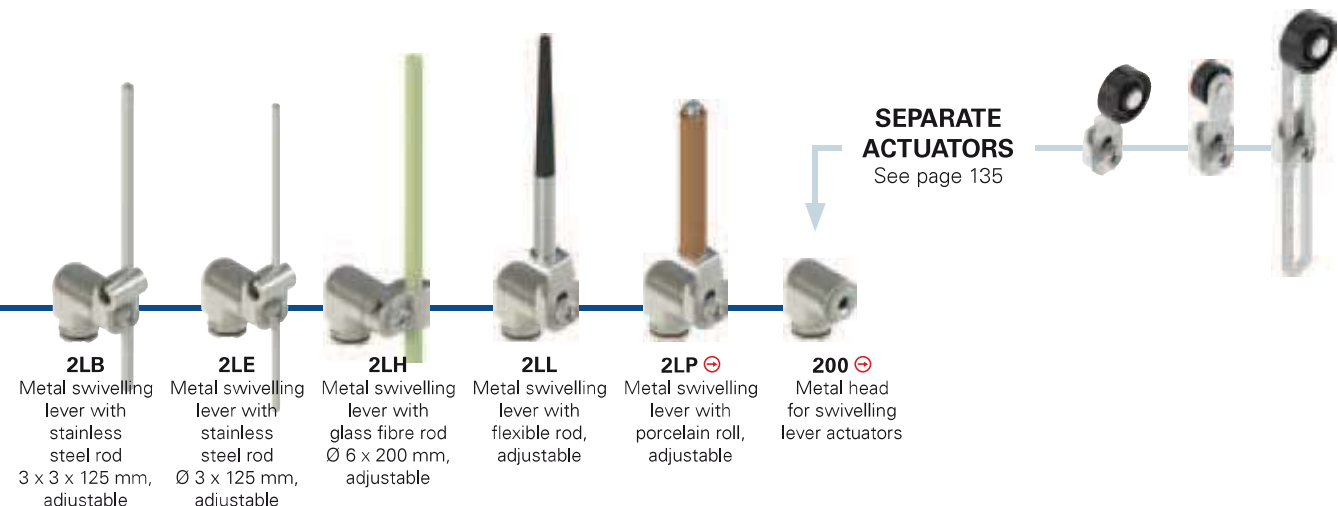 SEPARATE
ACTUATORS
See page 135
2LB
Metal swivelling
lever with
stainless
steel rod
3 x 3 x 125 mm,
adjustable
2LE
Metal swivelling
lever with
stainless
steel rod
Ø 3 x 125 mm,
adjustable
2LH
Metal swivelling
lever with
glass fibre rod
Ø 6 x 200 mm,
adjustable
2LL
Metal swivelling
lever with
flexible rod,
adjustable
2LP
Metal swivelling
lever with
porcelain roll,
adjustable
200
Metal head
for swivelling
lever actuators